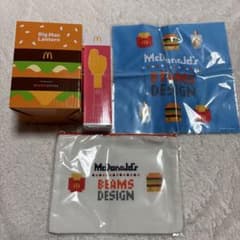 Big Mac
Lantern
McDonald's
BEAMS
DESIGN
McDonald's
BEAMS
DESIGN